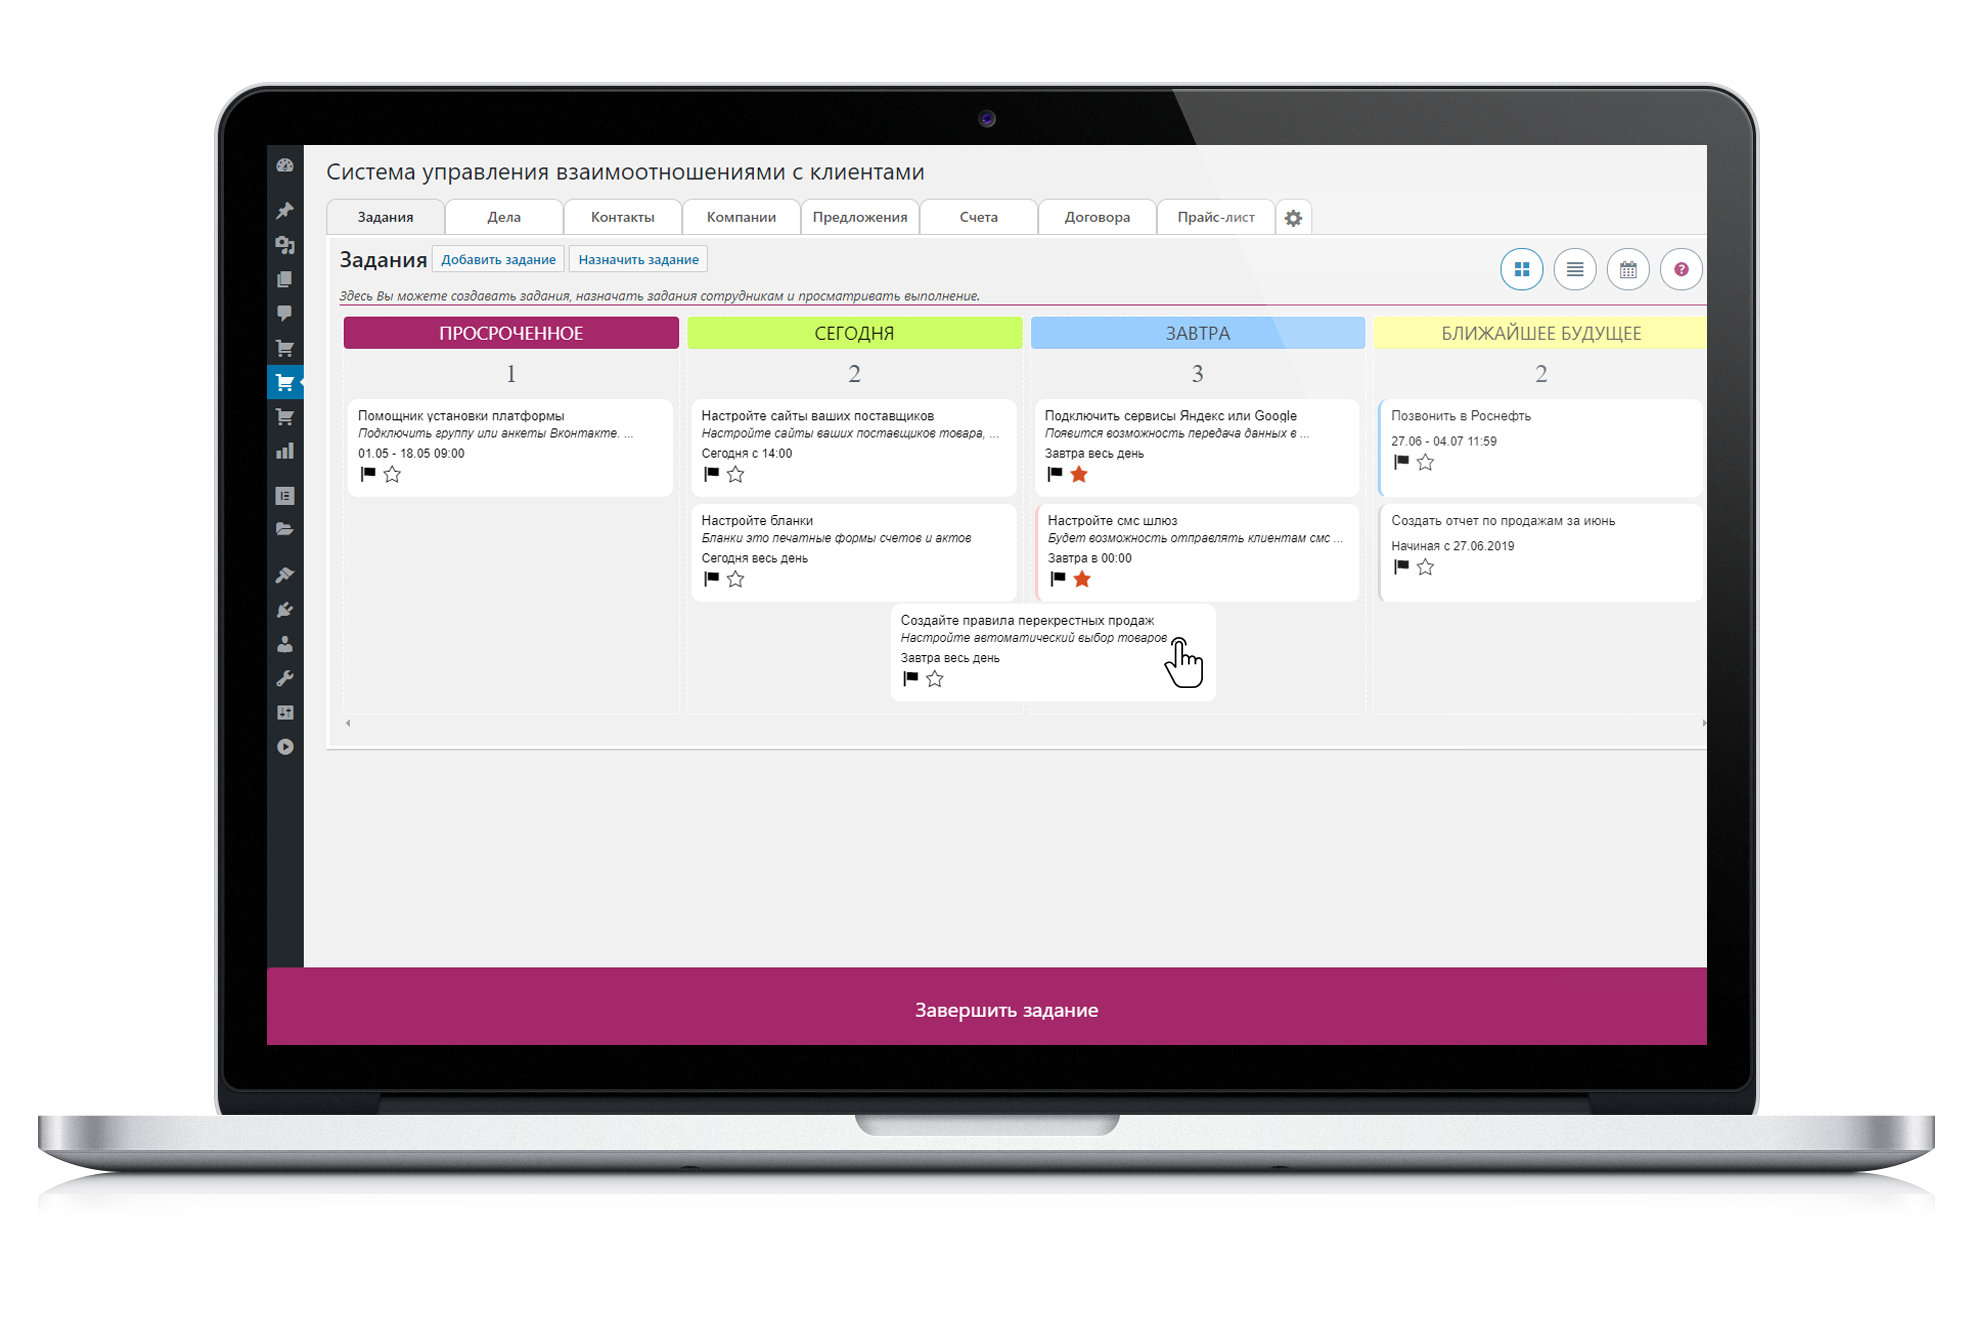 Система управления взаимоотношениями с клиентами
Задания
Дела
Контакты
Компании
Предложения
Счета
Договора
Прайс-лист
Задания
Добавить задание
Назначить задание
?
Здесь Вы можете создавать задания, назначать задания сотрудникам и просматривать выполнение.
ПРОСРОЧЕННОЕ
1
Помощник установки платформы
Подключить группу или анкеты Вконтакте. ...
01.05 - 18.05 09:00
СЕГОДНЯ
2
Настройте сайты ваших поставщиков
Настройте сайты ваших поставщиков товара, ...
Сегодня с 14:00
Настройте бланки
Бланки это печатные формы счетов и актов
Сегодня весь день
ЗАВТРА
3
Подключить сервисы Яндекс или Google
Появится возможность передача данных в ...
Завтра весь день
Настройте смс шлюз
Будет возможность отправлять клиентам смс ...
Завтра в 00:00
Создайте правила перекрестных продаж
Настройте автоматический выбор товаров
Завтра весь день
БЛИЖАЙШЕЕ БУДУЩЕЕ
2
Позвонить в Роснефть
27.06 - 04.07 11:59
Создать отчет по продажам за июнь
Начиная с 27.06.2019
Завершить задание